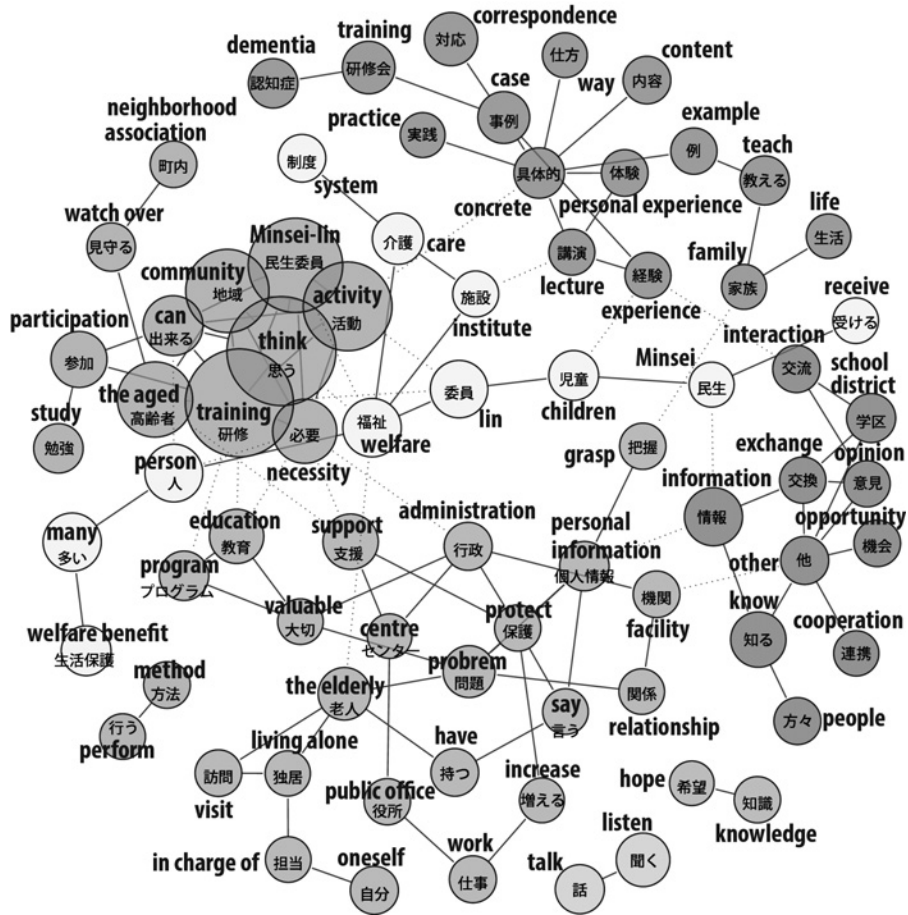 correspondence
対応
training
研修会
dementia
認知症
仕方
way
content
内容
case
事例
neighborhood
association
町内
practice
実践
example
例
制度
system
具体的
concrete
体験
personal experience
teach
教える
watch over
見守る
Minsei-lin
民生委員
介護
care
life
生活
community
地域
activity
活動
講演
lecture
経験
experience
family
家族
施設
institute
receive
受ける
participation
参加
can
出来る
think
思う
interaction
交流
Minsei
民生
school
district
学区
the aged
高齢者
training
研修
委員
lin
児童
children
study
勉強
必要
necessity
福祉
welfare
grasp
把握
exchange
交換
opinion
意見
person
人
information
情報
many
多い
education
教育
support
支援
administration
行政
personal
information
個人情報
opportunity
機会
other
他
program
プログラム
機関
facility
valuable
大切
centre
センター
protect
保護
know
知る
cooperation
連携
welfare benefit
生活保護
method
方法
the elderly
老人
probrem
問題
関係
relationship
say
言う
方々
people
行う
perform
living alone
独居
訪問
visit
have
持つ
public office
役所
increase
増える
hope
希望
知識
knowledge
in charge of
担当
oneself
自分
work
仕事
listen
聞く
talk
話